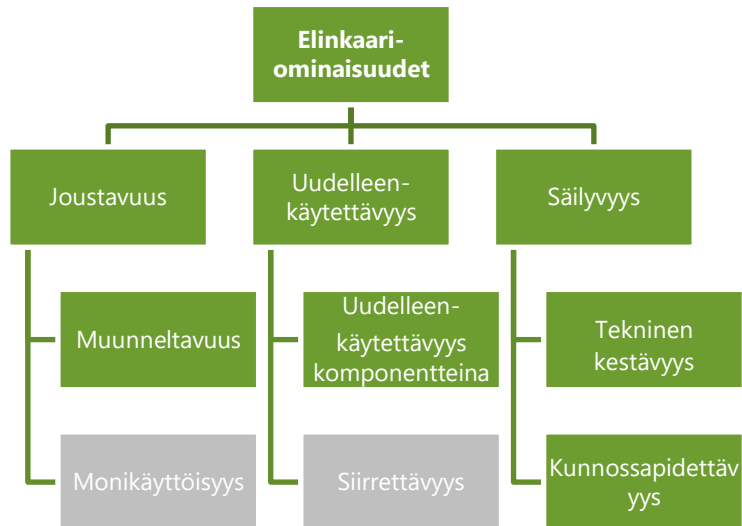 Elinkaari-
ominaisuudet
Joustavuus
Uudelleen-
käytettävyys
Säilyvyys
Muunneltavuus
Uudelleen-
käytettävyys
komponentteina
Tekninen
kestävyys
Monikäyttöisyys
Siirrettävyys
Kunnossapidettäv
yys